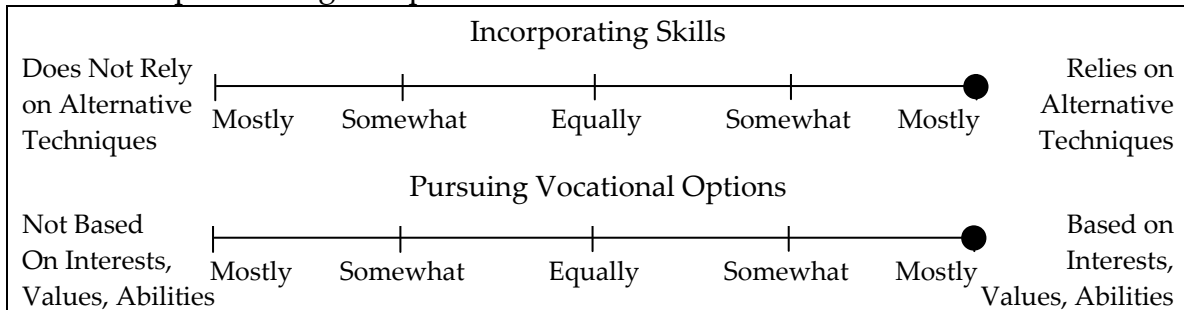 Incorporating Skills
Does Not Rely
on Alternative
Techniques
Mostly Somewhat Equally Somewhat Mostly
Relies on
Alternative
Techniques
Pursuing Vocational Options
Not Based
On Interests,
Values, Abilities
Mostly Somewhat Equally Somewhat Mostly
Based on
Interests,
Values, Abilities